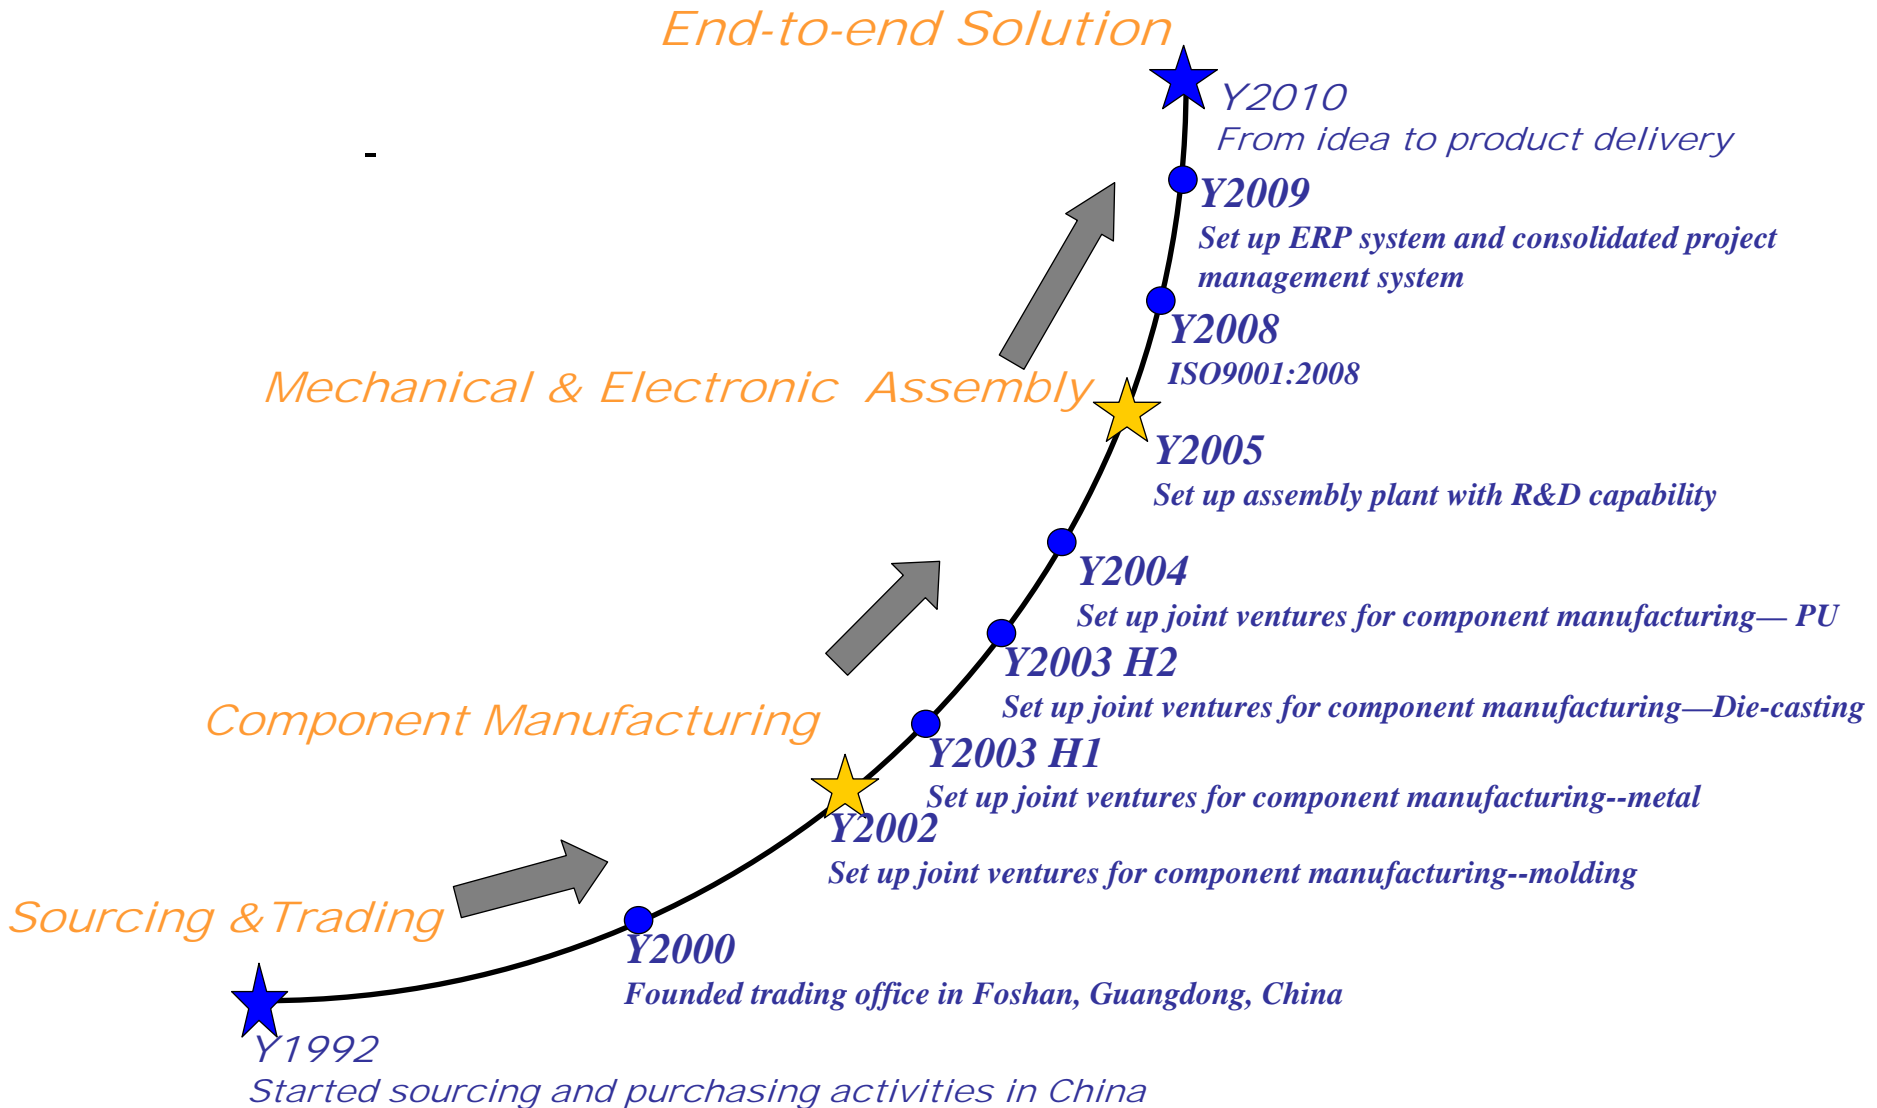 End-to-end Solution
Y2010
From idea to product delivery
-
Y2009
Set up ERP system and consolidated project
management system
Y2008
ISO9001:2008
Mechanical & Electronic Assembly
Y2005
Set up assembly plant with R&D capability
Y2004
Set up joint ventures for component manufacturing— PU
Y2003 H2
Set up joint ventures for component manufacturing—Die-casting
Component Manufacturing
Y2003 H1
Set up joint ventures for component manufacturing--metal
Y2002
Set up joint ventures for component manufacturing--molding
Sourcing &Trading
Y2000
Founded trading office in Foshan, Guangdong, China
Y1992
Started sourcing and purchasing activities in China